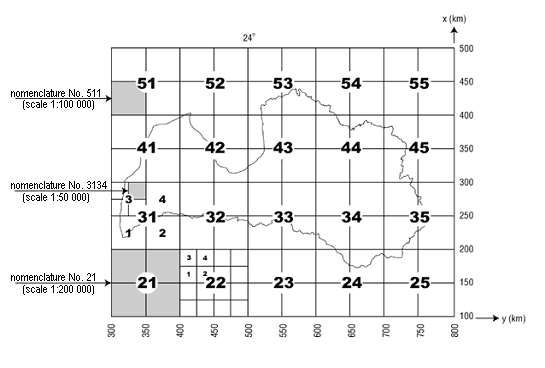 x (km)
24°
500
51 52 53 54 55
450
nomenclature No. 511
(scale 1:100 000)
400
41 42 43 44 45
350
300
nomenclature No. 3134
(scale 1:50 000)
3 4
250
31 32 33 34 35
1 2
200
3 4
nomenclature No. 21
(scale 1:200 000)
1 2
21 22 23 24 25
150
100
y (km)
300 350 400 450 500 550 600 650 700 750 800